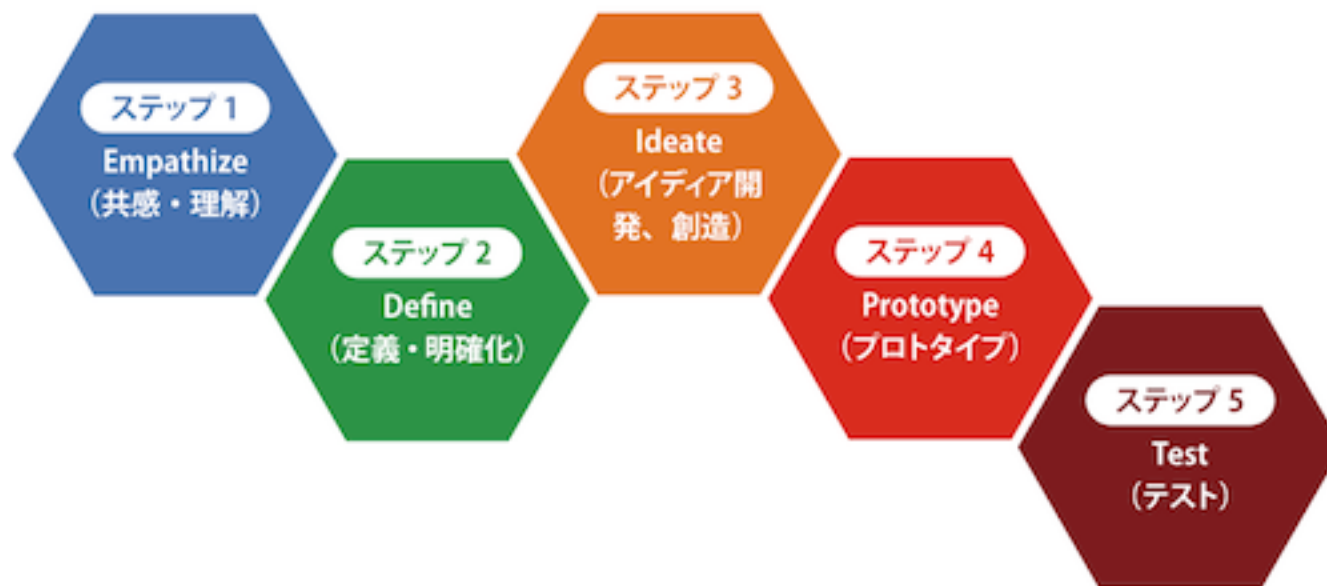 ステップ 1
Empathize
（共感・理解）
ステップ 2
Define
（定義・明確化）
ステップ 3
Ideate
（アイディア開
発、創造）
ステップ 4
Prototype
（プロトタイプ）
ステップ 5
Test
（テスト）